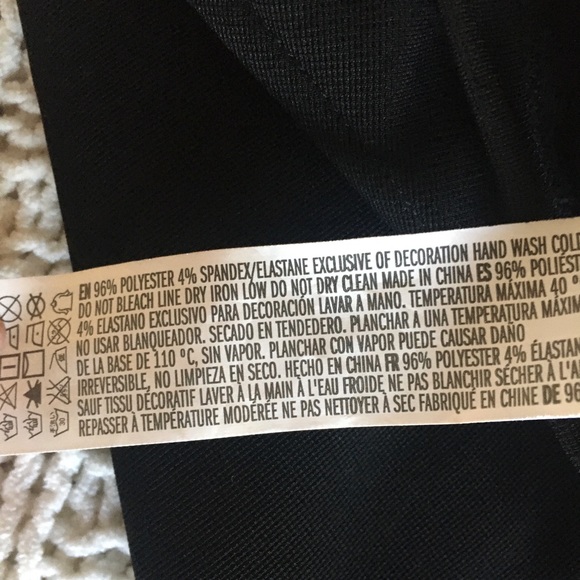 EN 96% POLYESTER 4% SPANDEX/ELASTANE EXCLUSIVE OF DECORATION HAND WASH COLD
DO NOT BLEACH LINE DRY IRON LOW DO NOT DRY CLEAN MADE IN CHINA ES 96% POLIÉST
4% ELASTANO EXCLUSIVO PARA DECORACIÓN LAVAR A MANO. TEMPERATURA MÁXIMA 40 °
NO USAR BLANQUEADOR. SECADO EN TENDEDERO. PLANCHAR A UNA TEMPERATURA MÁXIM
DE LA BASE DE 110 °C, SIN VAPOR. PLANCHAR CON VAPOR PUEDE CAUSAR DAÑO
IRREVERSIBLE, NO LIMPIEZA EN SECO. HECHO EN CHINA FR 96% POLYESTER 4% ÉLASTAN
SAUF TISSU DÉCORATIF LAVER À LA MAIN À L'EAU FROIDE NE PAS BLANCHIR SÉCHER À L'A
REPASSER À TEMPÉRATURE MODÉRÉE NE PAS NETTOYER À SEC FABRIQUÉ EN CHINE DE 96